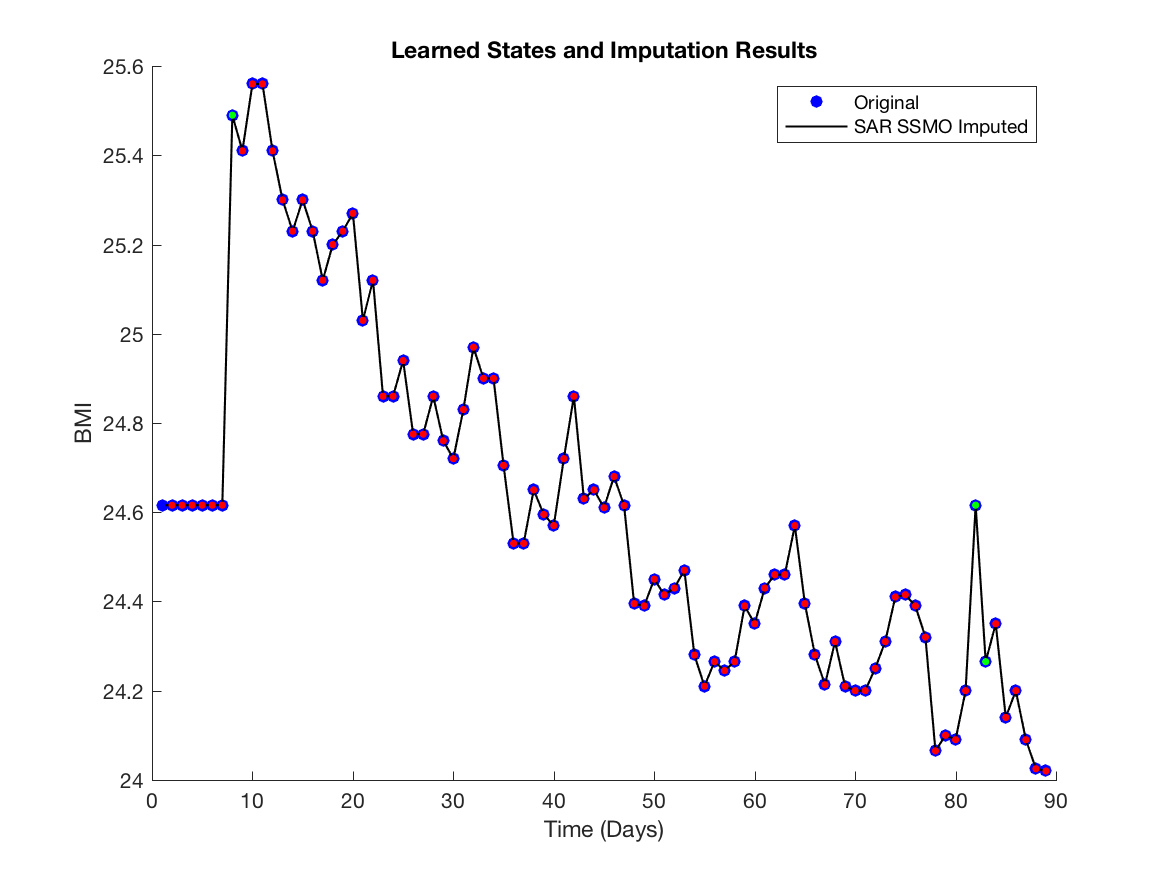 Learned States and Imputation Results
Original
SAR SSMO Imputed
25.6
25.4
25.2
25
24.8
24.6
24.4
24.2
24
BMI
0 10 20 30 40 50 60 70 80 90
Time (Days)